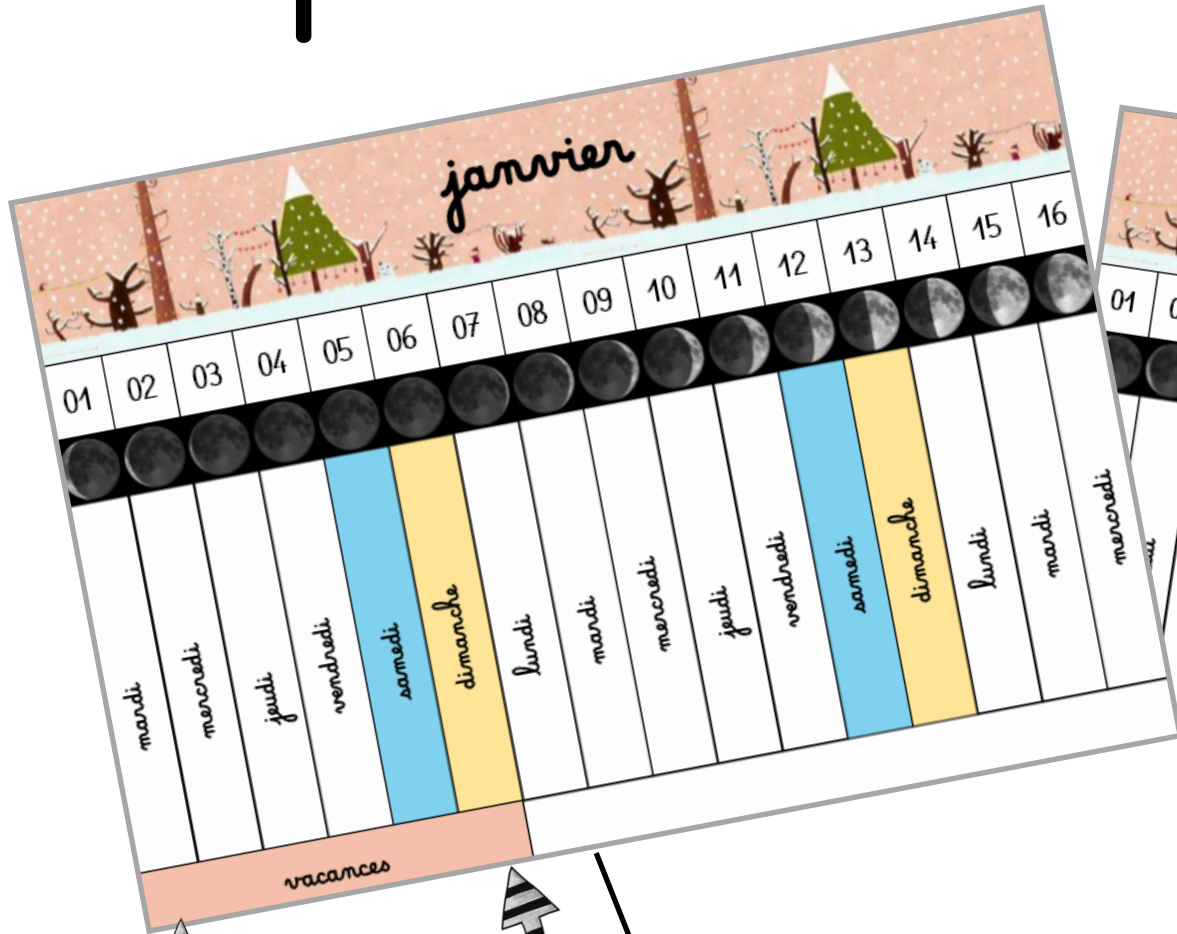 janvier
01 02 03 04 05 06 07 08 09 10 11 12 13 14 15 16
mardi mercredi jeudi vendredi samedi dimanche lundi mardi mercredi jeudi vendredi samedi dimanche lundi mardi mercredi
vacances
01